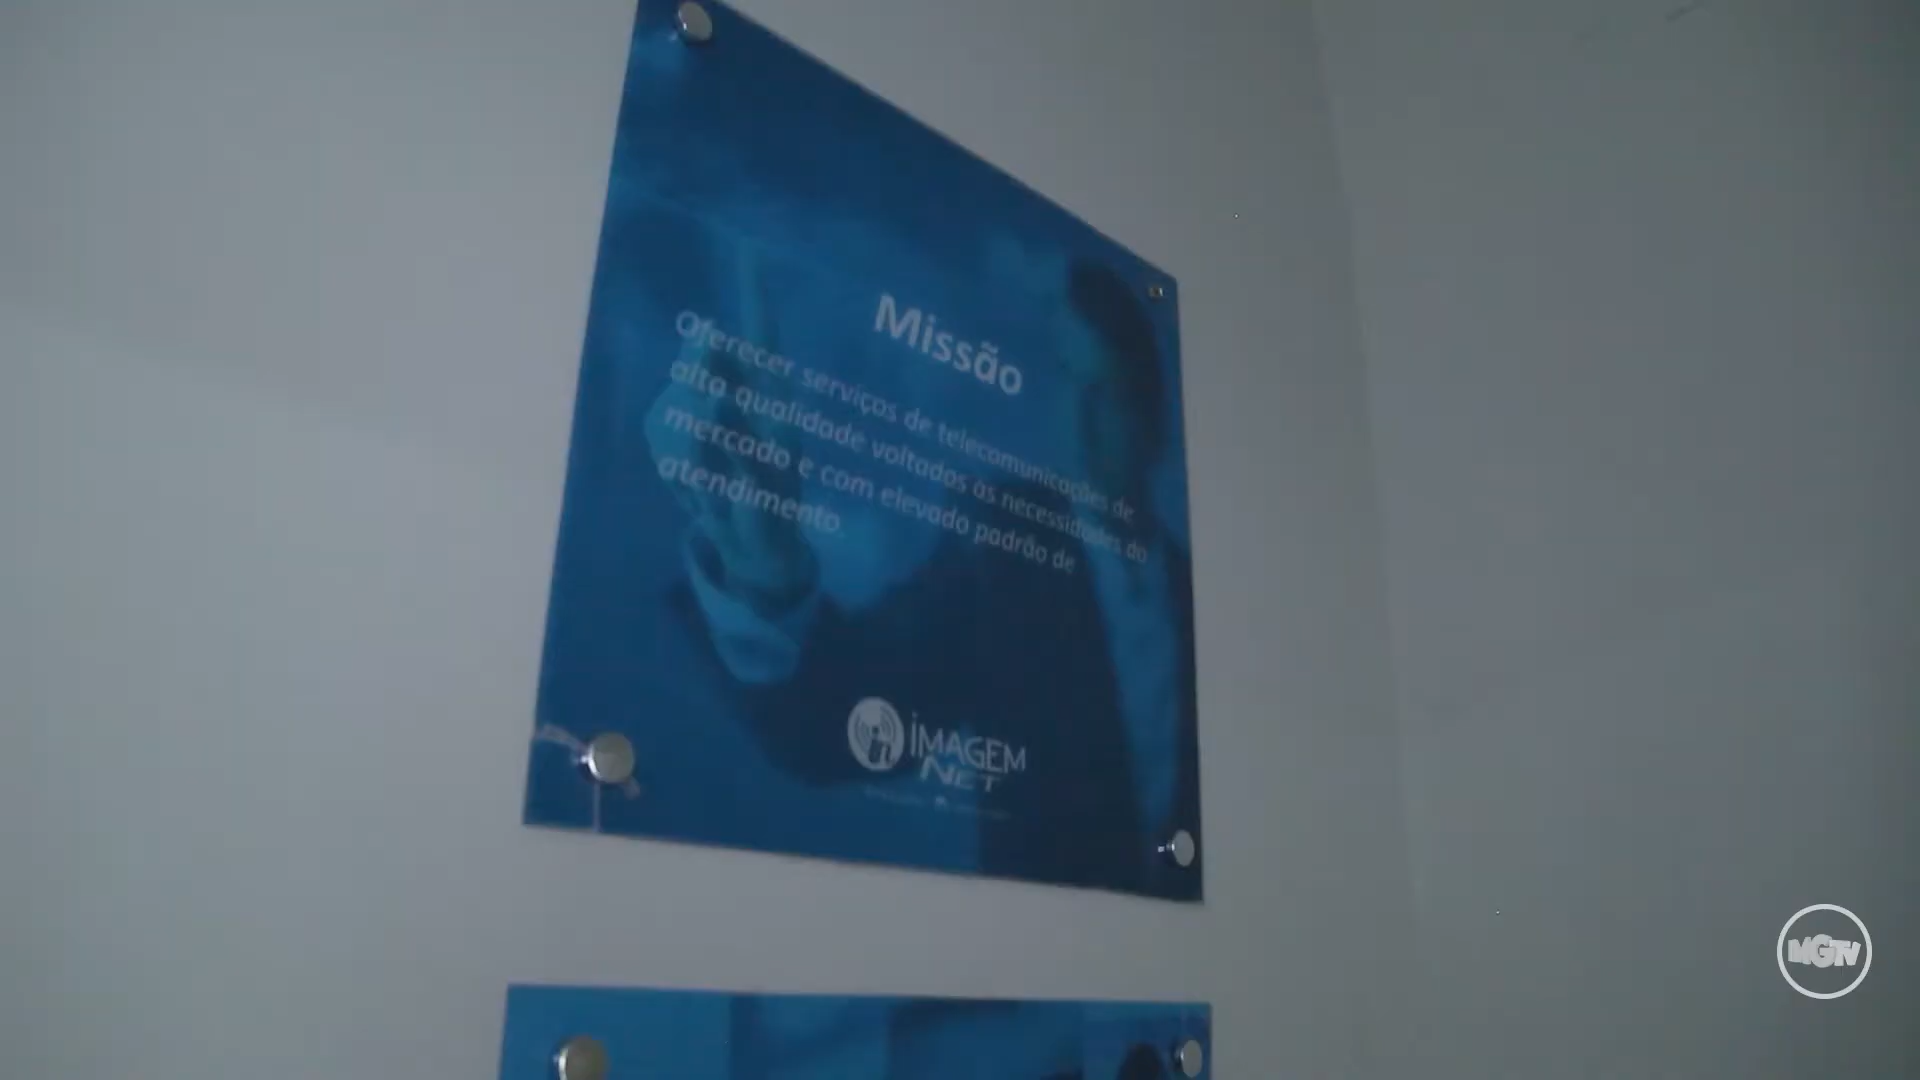 Missão
Oferecer serviços de telecomunicações de
alta qualidade voltados às necessidades do
mercado e com elevado padrão de
atendimento.
İMAGEM
NET
MGTV